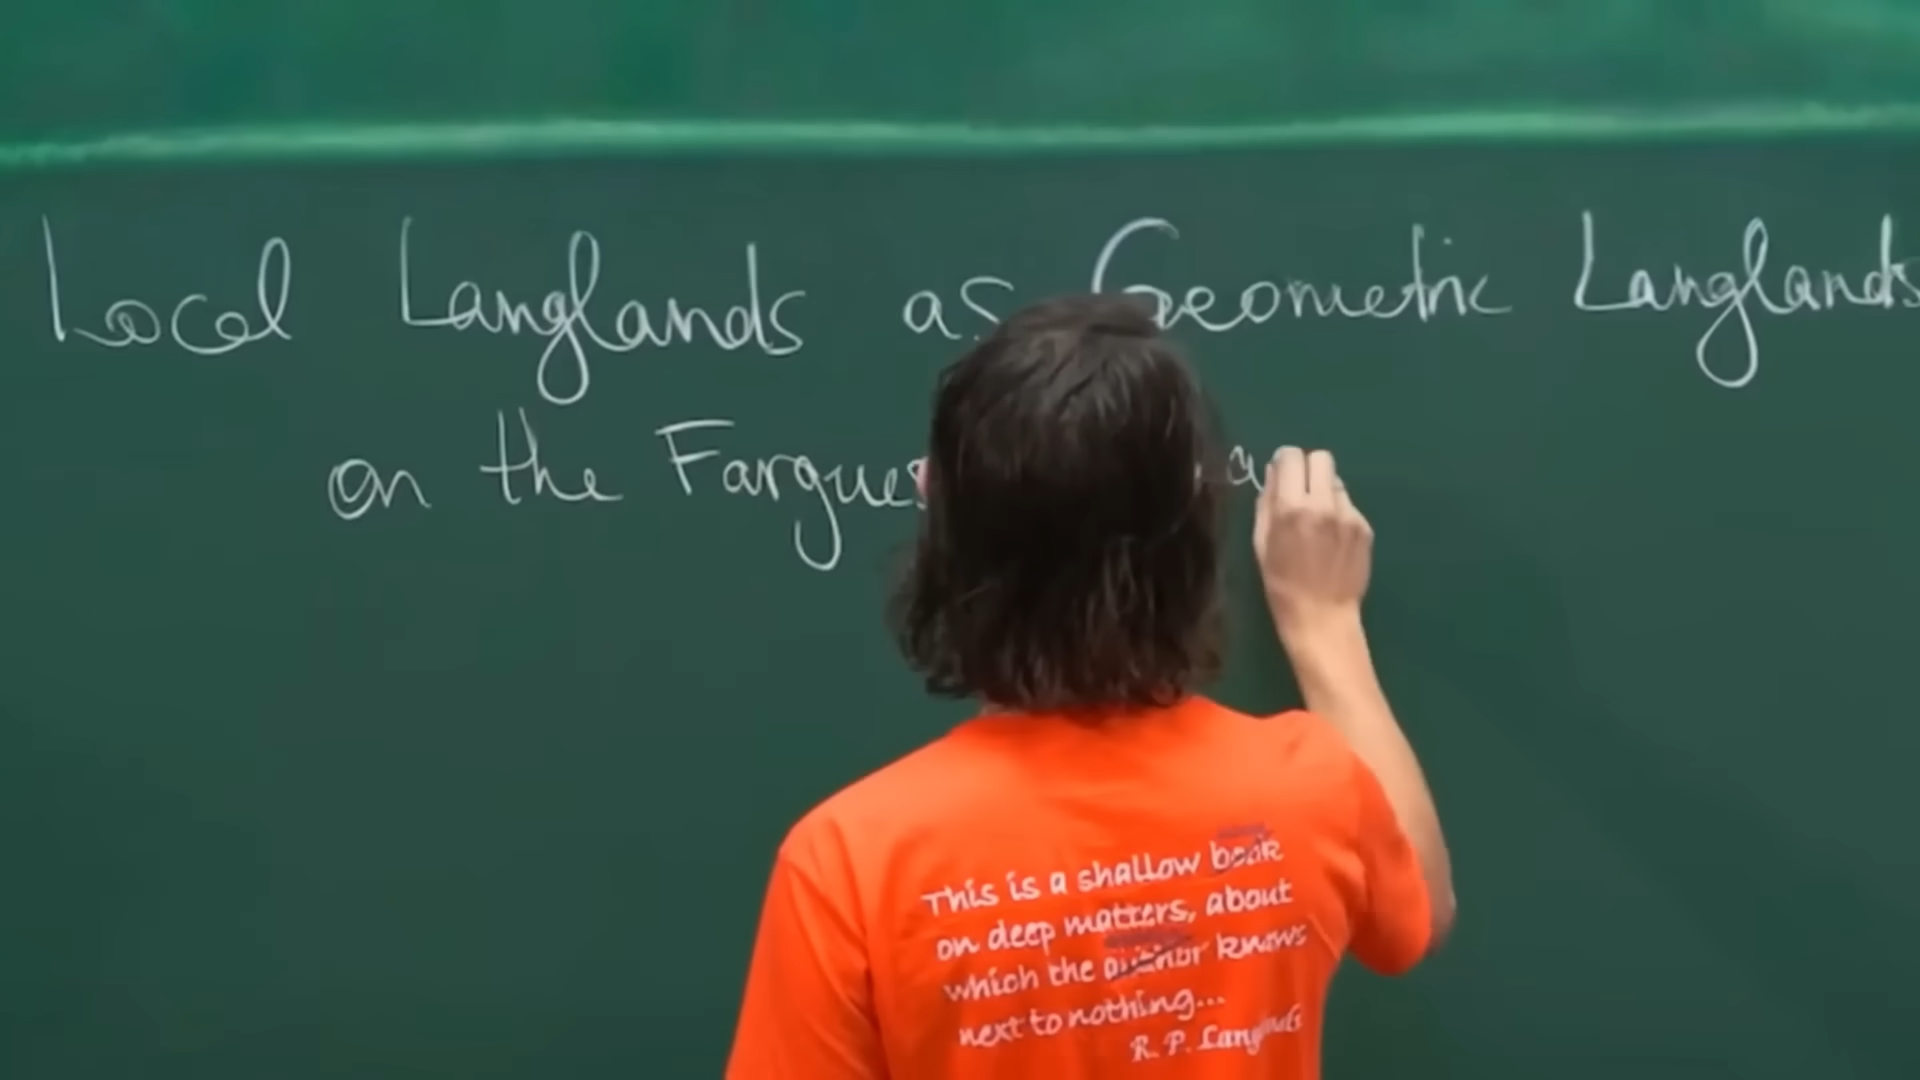 Local Langlands as Geometric Langlands
on the Fargues
This is a shallow book
on deep matters, about
which the author knows
next to nothing...
R. P. Langlands